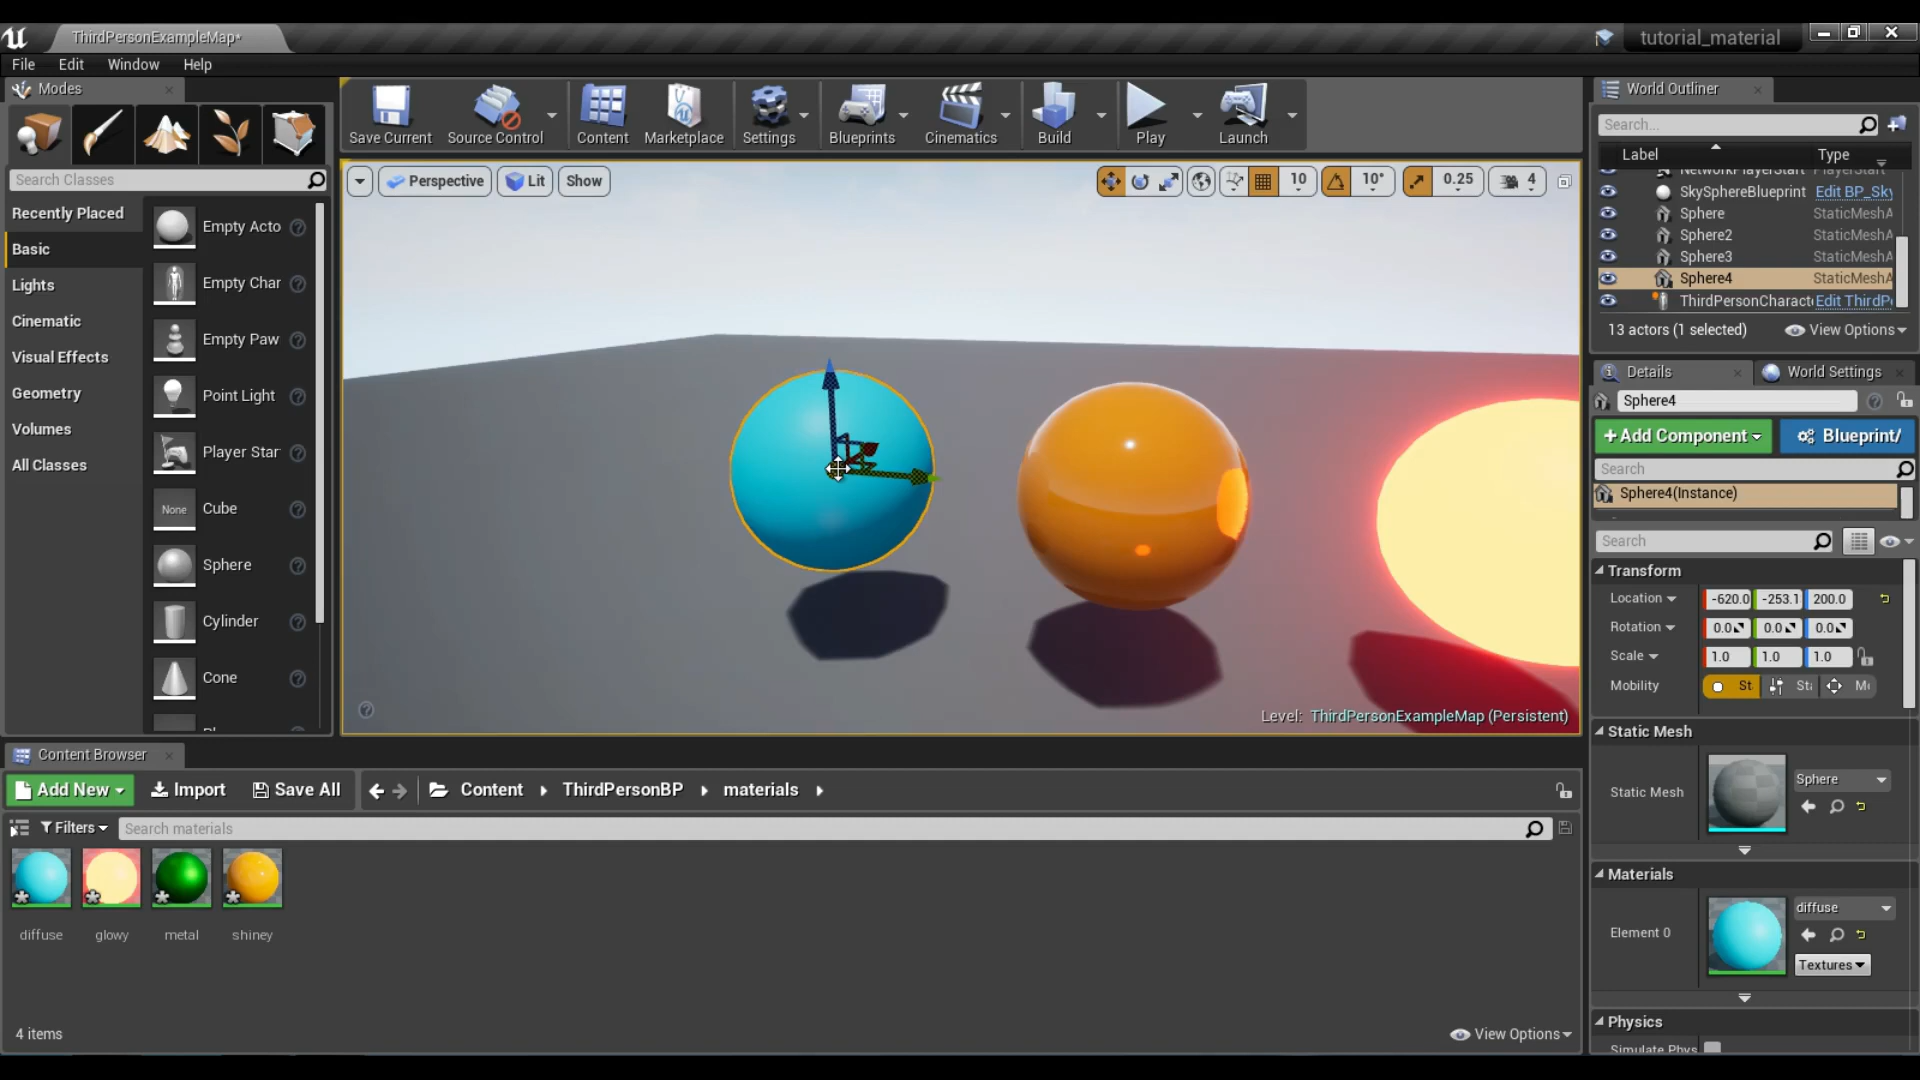 ThirdPersonExampleMap*
tutorial_material
File Edit Window Help
Modes
Search Classes
Recently Placed
Basic
Lights
Cinematic
Visual Effects
Geometry
Volumes
All Classes
Empty Acto
Empty Char
Empty Paw
Point Light
Player Star
None
Cube
Sphere
Cylinder
Cone
Save Current
Source Control
Content
Marketplace
Settings
Blueprints
Cinematics
Build
Play
Launch
Perspective
Lit
Show
10
10°
0.25
4
Level: ThirdPersonExampleMap (Persistent)
World Outliner
Search...
Label Type
NetworkPlayerStart PlayerStart
SkySphereBlueprint Edit BP_Sky
Sphere StaticMeshA
Sphere2 StaticMeshA
Sphere3 StaticMeshA
Sphere4 StaticMeshA
ThirdPersonCharact Edit ThirdP
13 actors (1 selected) View Options
Details
World Settings
Sphere4
+Add Component
Blueprint/
Search
Sphere4(Instance)
Search
Transform
Location -620.0 -253.1 200.0
Rotation 0.0 0.0 0.0
Scale 1.0 1.0 1.0
Mobility St Sta Mo
Static Mesh
Static Mesh
Sphere
Materials
Element 0
diffuse
Textures
Physics
Simulate Phys
Content Browser
Add New
Import
Save All
Content
ThirdPersonBP
materials
Filters
Search materials
diffuse
glowy
metal
shiney
4 items
View Options